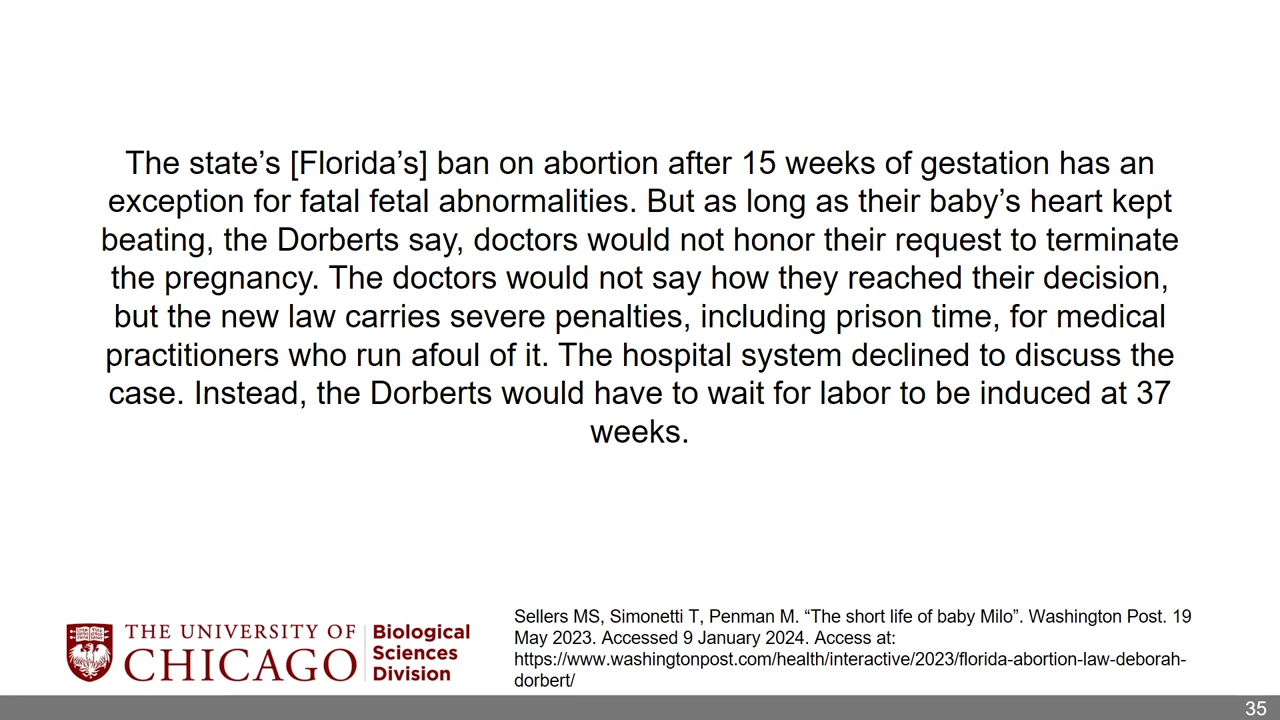 The state’s [Florida’s] ban on abortion after 15 weeks of gestation has an
exception for fatal fetal abnormalities. But as long as their baby’s heart kept
beating, the Dorberts say, doctors would not honor their request to terminate
the pregnancy. The doctors would not say how they reached their decision,
but the new law carries severe penalties, including prison time, for medical
practitioners who run afoul of it. The hospital system declined to discuss the
case. Instead, the Dorberts would have to wait for labor to be induced at 37
weeks.
THE UNIVERSITY OF
CHICAGO
Biological
Sciences
Division
Sellers MS, Simonetti T, Penman M. “The short life of baby Milo”. Washington Post. 19
May 2023. Accessed 9 January 2024. Access at:
https://www.washingtonpost.com/health/interactive/2023/florida-abortion-law-deborah-
dorbert/
35